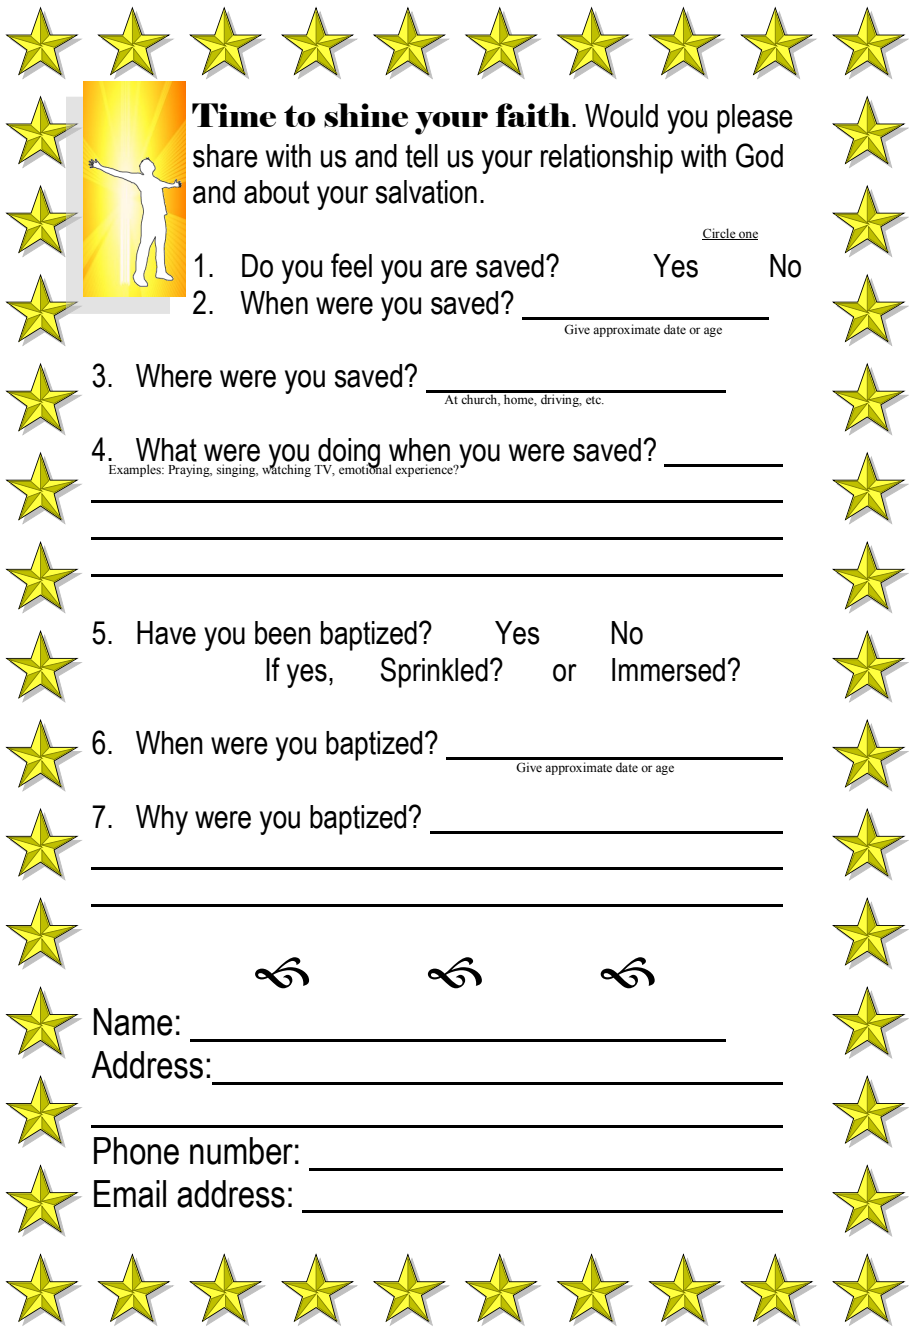 Time to shine your faith. Would you please
share with us and tell us your relationship with God
and about your salvation.
Circle one
1. Do you feel you are saved? Yes No
2. When were you saved?
Give approximate date or age
3. Where were you saved?
At church, home, driving, etc.
4. What were you doing when you were saved?
Examples: Praying, singing, watching TV, emotional experience?
5. Have you been baptized? Yes No
If yes, Sprinkled? or Immersed?
6. When were you baptized?
Give approximate date or age
7. Why were you baptized?
Name:
Address:
Phone number:
Email address: